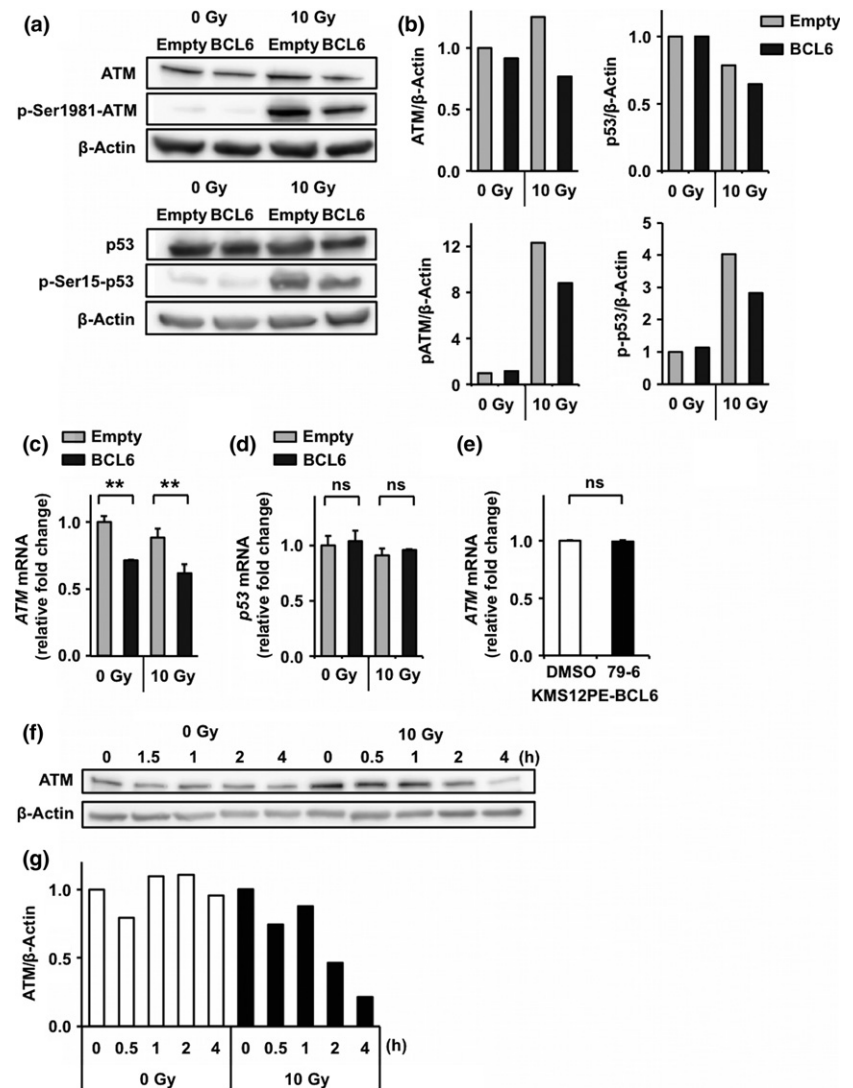 (a)
0 Gy 10 Gy
Empty BCL6 Empty BCL6
ATM
p-Ser1981-ATM
β-Actin
0 Gy 10 Gy
Empty BCL6 Empty BCL6
p53
p-Ser15-p53
β-Actin
(b)
Empty
BCL6
ATM/β-Actin
1.0
0.5
0.0
0 Gy 10 Gy
p53/β-Actin
1.0
0.5
0.0
0 Gy 10 Gy
pATM/β-Actin
12
8
4
0
0 Gy 10 Gy
p-p53/β-Actin
5
4
3
2
1
0
0 Gy 10 Gy
(c)
Empty
BCL6
** **
ATM mRNA
(relative fold change)
1.0
0.5
0.0
0 Gy 10 Gy
(d)
Empty
BCL6
ns ns
p53 mRNA
(relative fold change)
1.0
0.5
0.0
0 Gy 10 Gy
(e)
ns
ATM mRNA
(relative fold change)
1.0
0.5
0.0
DMSO 79-6
KMS12PE-BCL6
(f)
0 Gy 10 Gy
0 1.5 1 2 4 0 0.5 1 2 4 (h)
ATM
β-Actin
(g)
ATM/β-Actin
1.0
0.5
0.0
0 0.5 1 2 4 0 0.5 1 2 4 (h)
0 Gy 10 Gy